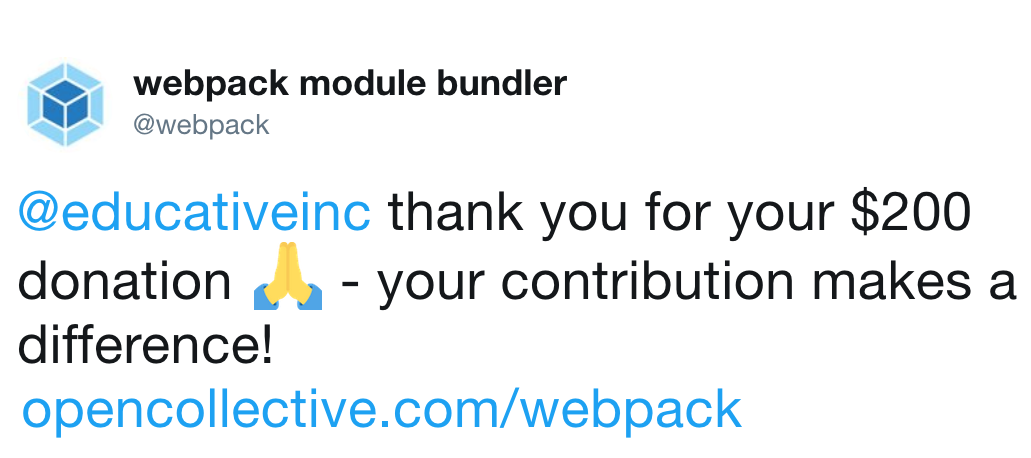 webpack module bundler
@webpack
@educativeinc thank you for your $200
donation 🙏 - your contribution makes a
difference!
opencollective.com/webpack